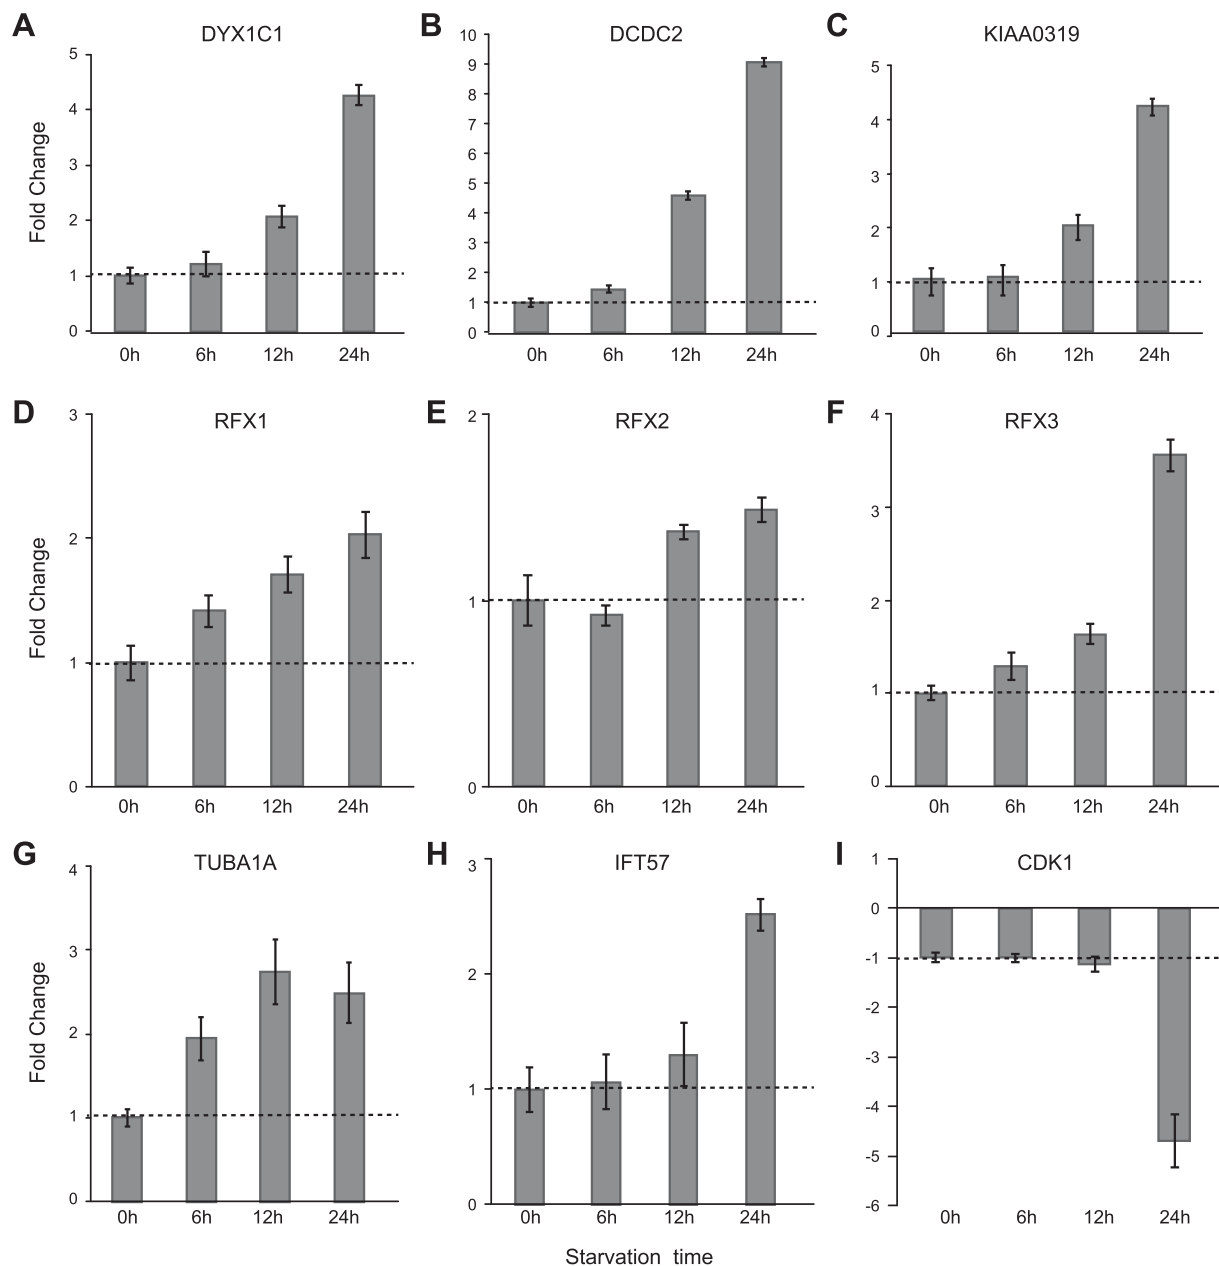 A
DYX1C1
Fold Change
5
4
3
2
1
0
0h 6h 12h 24h
B
DCDC2
10
9
8
7
6
5
4
3
2
1
0
0h 6h 12h 24h
C
KIAA0319
5
4
3
2
1
0
0h 6h 12h 24h
D
RFX1
Fold Change
3
2
1
0
0h 6h 12h 24h
E
RFX2
2
1
0
0h 6h 12h 24h
F
RFX3
4
3
2
1
0
0h 6h 12h 24h
G
TUBA1A
Fold Change
4
3
2
1
0
0h 6h 12h 24h
H
IFT57
3
2
1
0
0h 6h 12h 24h
I
CDK1
1
0
-1
-2
-3
-4
-5
-6
0h 6h 12h 24h
Starvation time